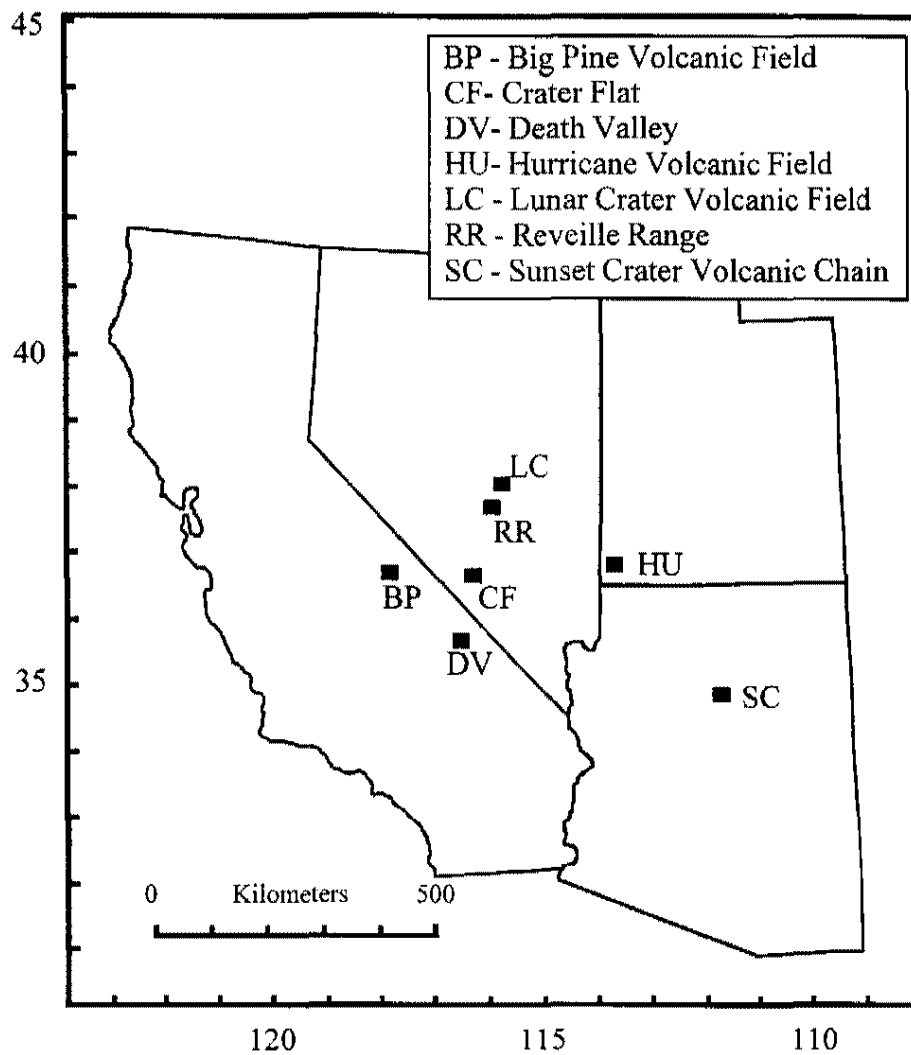 45
BP - Big Pine Volcanic Field
CF- Crater Flat
DV- Death Valley
HU- Hurricane Volcanic Field
LC - Lunar Crater Volcanic Field
RR - Reveille Range
SC - Sunset Crater Volcanic Chain
40
LC
RR
HU
BP
CF
DV
35
SC
0 Kilometers 500
120 115 110